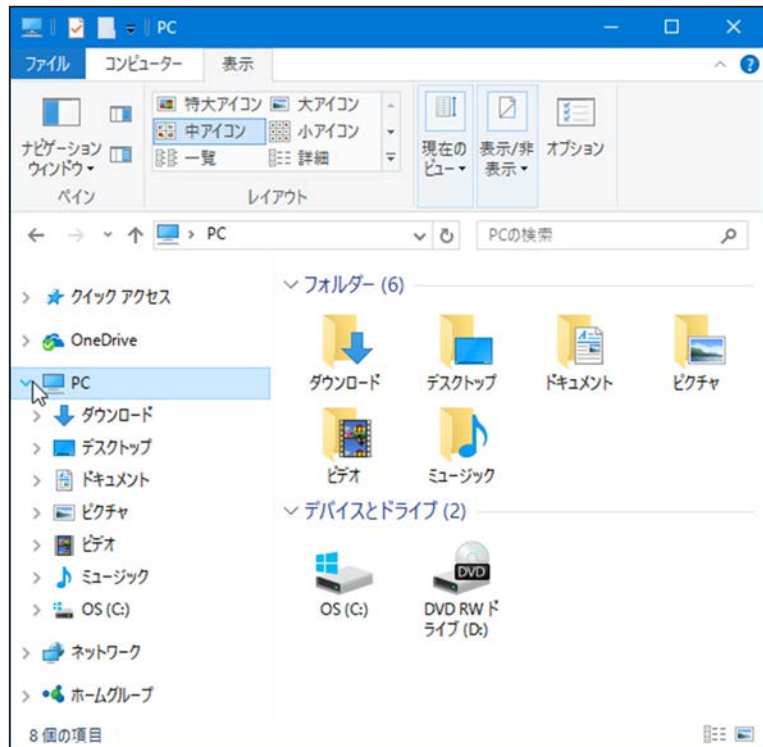 PC
ファイル コンピューター 表示
特大アイコン 大アイコン
中アイコン 小アイコン
一覧 詳細
ナビゲーション
ウィンドウ
現在の
ビュー
表示/非
表示
オプション
ペイン レイアウト
PC PCの検索
クイック アクセス
OneDrive
PC
ダウンロード
デスクトップ
ドキュメント
ピクチャ
ビデオ
ミュージック
OS (C:)
ネットワーク
ホームグループ
フォルダー (6)
ダウンロード デスクトップ ドキュメント ピクチャ
ビデオ ミュージック
デバイスとドライブ (2)
DVD
OS (C:)
DVD RW ド
ライブ (D:)
8 個の項目